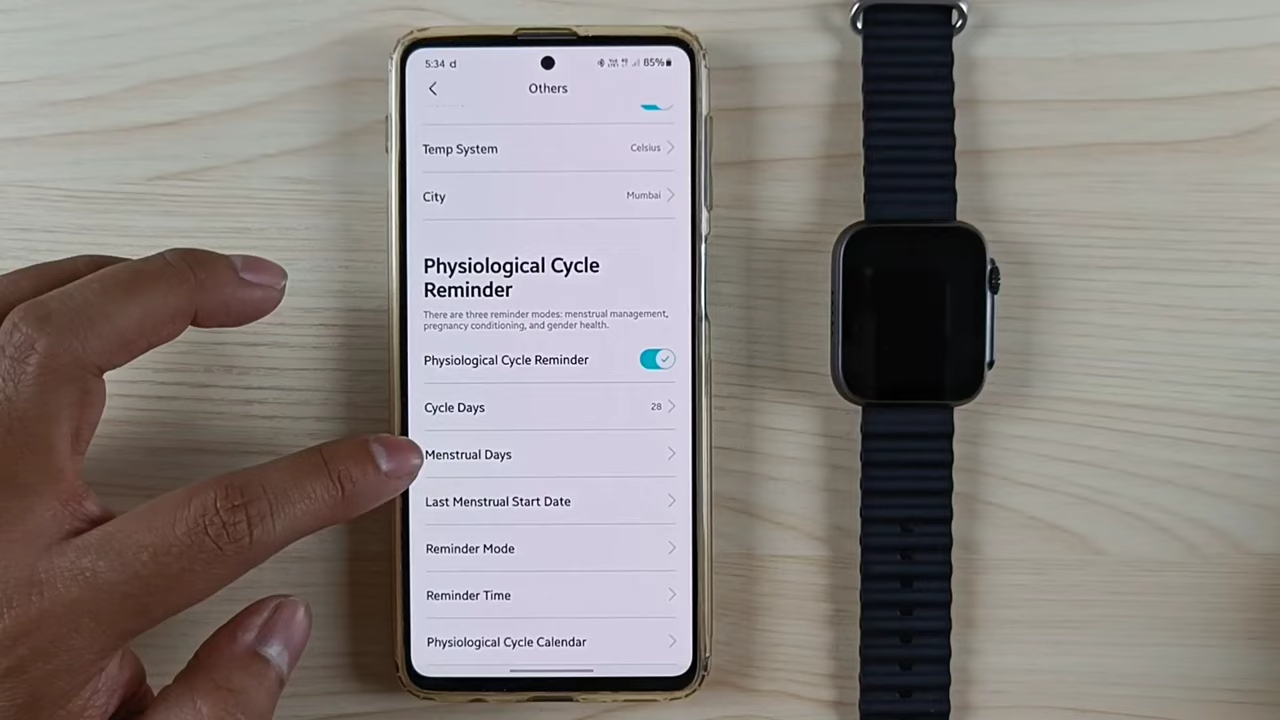 5:34 d
85%
Others
Temp System
Celsius
City
Mumbai
Physiological Cycle
Reminder
There are three reminder modes: menstrual management,
pregnancy conditioning, and gender health.
Physiological Cycle Reminder
Cycle Days
28
Menstrual Days
Last Menstrual Start Date
Reminder Mode
Reminder Time
Physiological Cycle Calendar